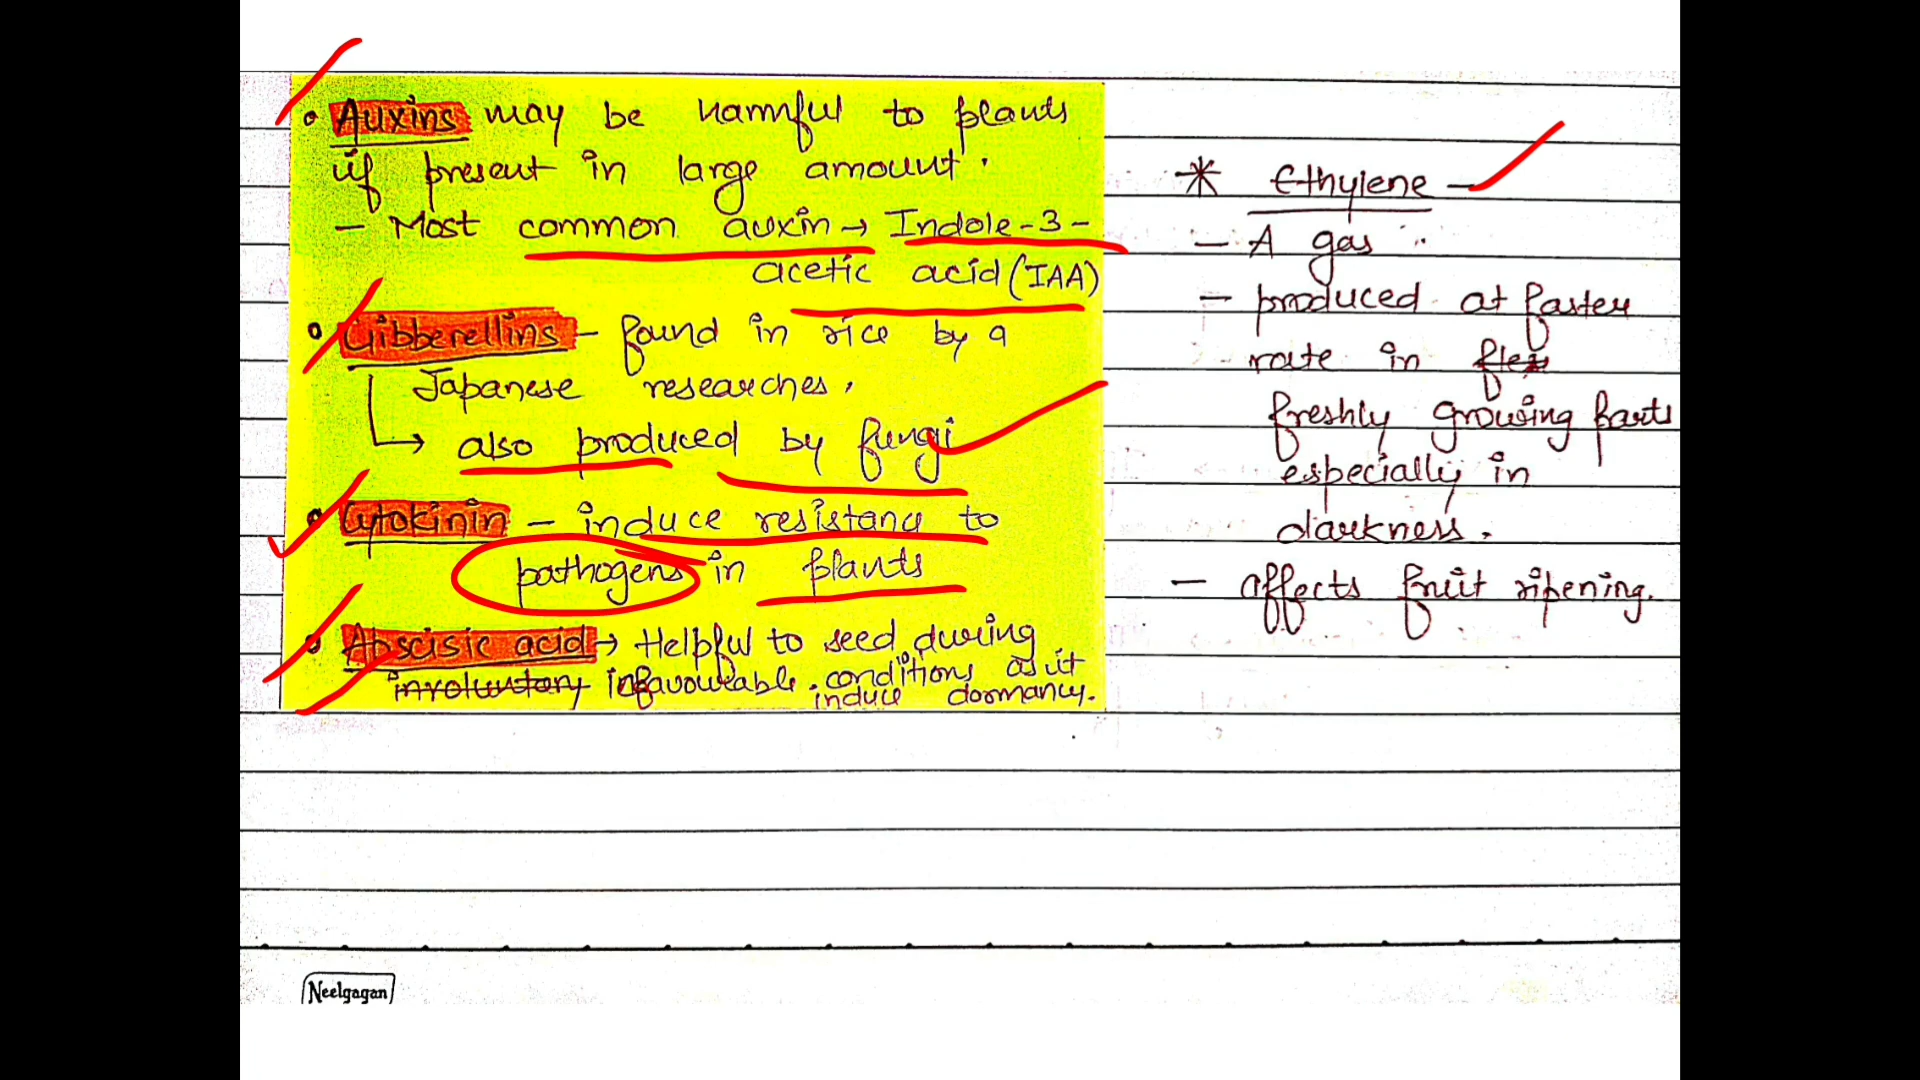 • Auxins may be harmful to plants
if present in large amount.
- Most common auxin → Indole-3-
acetic acid (IAA)
• Gibberellins - found in rice by a
Japanese researches.
→ also produced by fungi
• Cytokinin - induce resistancy to
pathogens in plants
• Abscisic acid → Helpful to seed during
involuntary infavourable conditions as it
induce dormancy.
* Ethylene -
- A gas
- produced at faster
rate in
freshly growing parts
especially in
darkness.
- affects fruit ripening.
Neelgagan